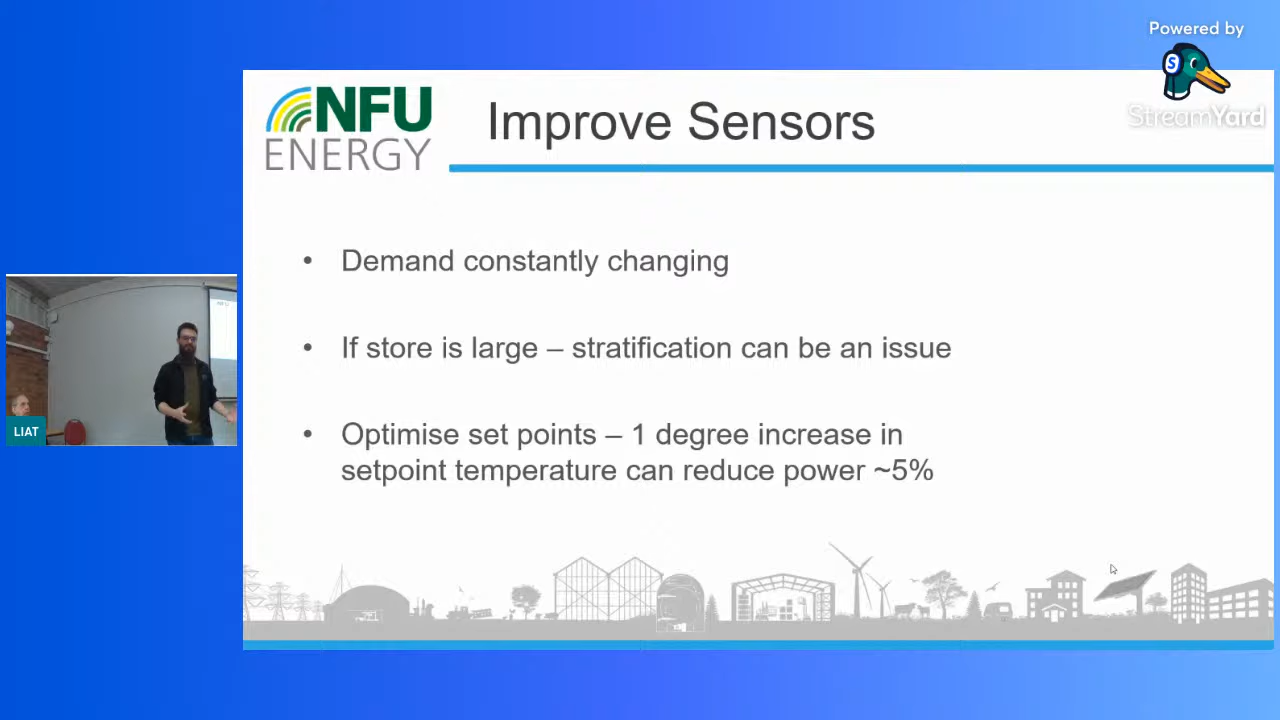 Powered by
S
StreamYard
NFU
ENERGY
Improve Sensors
• Demand constantly changing
• If store is large – stratification can be an issue
• Optimise set points – 1 degree increase in
setpoint temperature can reduce power ~5%
NFU
LIAT